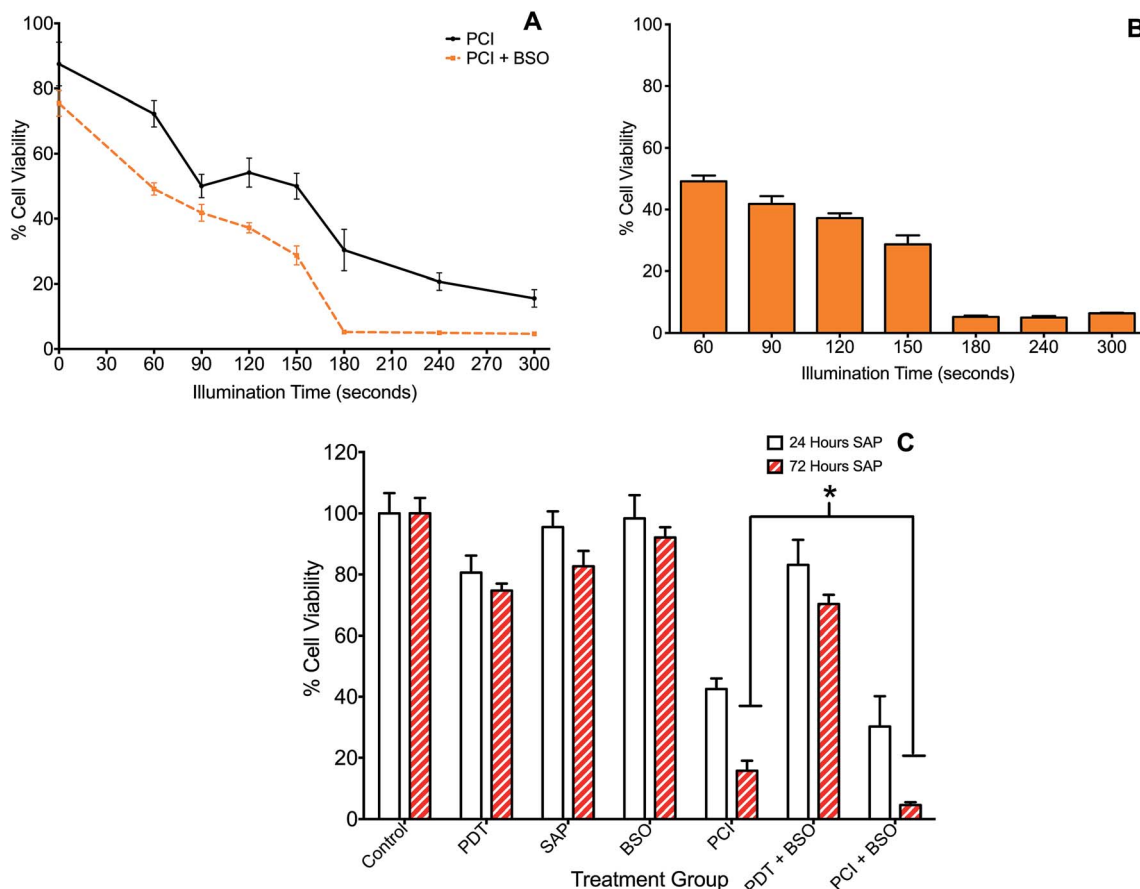 A
PCI
PCI + BSO
100
80
60
40
20
0
% Cell Viability
0 60 90 120 150 180 210 240 270 300
Illumination Time (seconds)
B
100
80
60
40
20
0
% Cell Viability
60 90 120 150 180 240 300
Illumination Time (seconds)
C
24 Hours SAP
72 Hours SAP
*
120
100
80
60
40
20
0
% Cell Viability
Control PDT SAP BSO PCI PDT + BSO PCI + BSO
Treatment Group